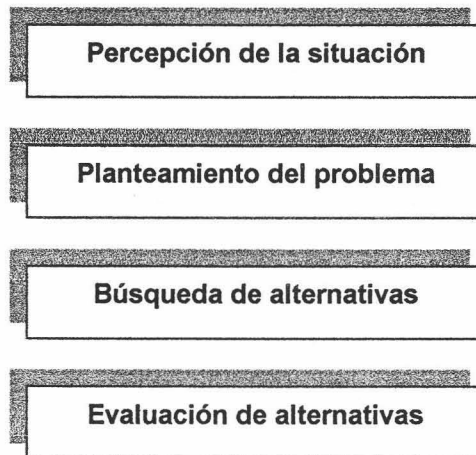 Percepción de la situación
Planteamiento del problema
Búsqueda de alternativas
Evaluación de alternativas